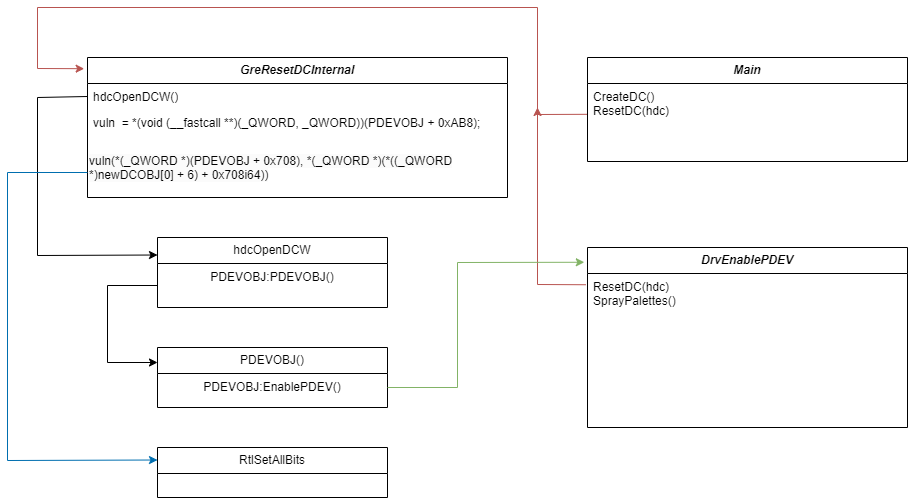 GreResetDCInternal
hdcOpenDCW()
vuln = *(void (__fastcall **)(_QWORD, _QWORD))(PDEVOBJ + 0xAB8);
vuln(*(_QWORD *)(PDEVOBJ + 0x708), *(_QWORD *)(*((_QWORD
*)newDCOBJ[0] + 6) + 0x708i64))
Main
CreateDC()
ResetDC(hdc)
hdcOpenDCW
PDEVOBJ:PDEVOBJ()
DrvEnablePDEV
ResetDC(hdc)
SprayPalettes()
PDEVOBJ()
PDEVOBJ:EnablePDEV()
RtlSetAllBits